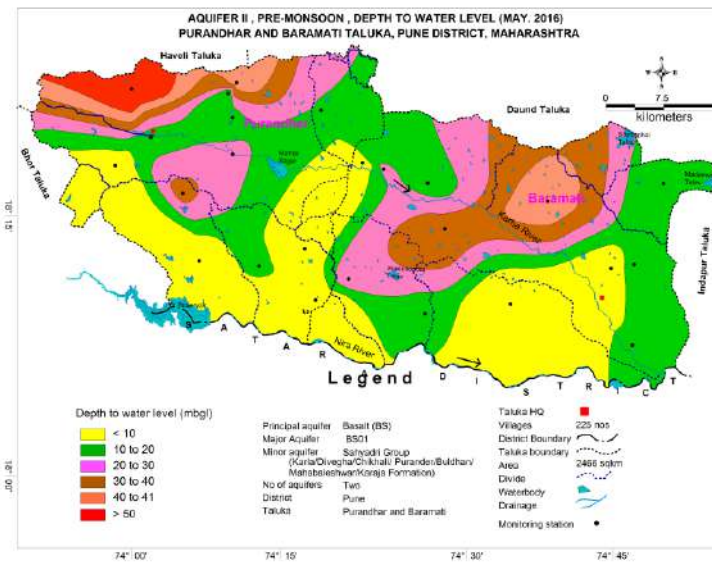 AQUIFER II , PRE-MONSOON , DEPTH TO WATER LEVEL (MAY. 2016)
PURANDHAR AND BARAMATI TALUKA, PUNE DISTRICT, MAHARASHTRA
Haveli Taluka
Daund Taluka
0 7.5
kilometers
Purandhar
Bhor Taluka
Baramati
Karha River
Indapur Taluka
18° 15'
Nira River
S A T A R A D I S T R I C T
Legend
Depth to water level (mbgl)
< 10
10 to 20
20 to 30
30 to 40
40 to 41
> 50
Principal aquifer Basalt (BS)
Major Aquifer BS01
Minor aquifer Sahyadri Group
(Karla/Divegha/Chikhali/ Purander/Buldhan/
Mahabaleshwar/Karaja Formation)
No of aquifers Two
District Pune
Taluka Purandhar and Baramati
Taluka HQ
Villages 225 nos
District Boundary
Taluka boundary
Area 2466 sqkm
Divide
Waterbody
Drainage
Monitoring station
18° 00'
74° 00' 74° 15' 74° 30' 74° 45'